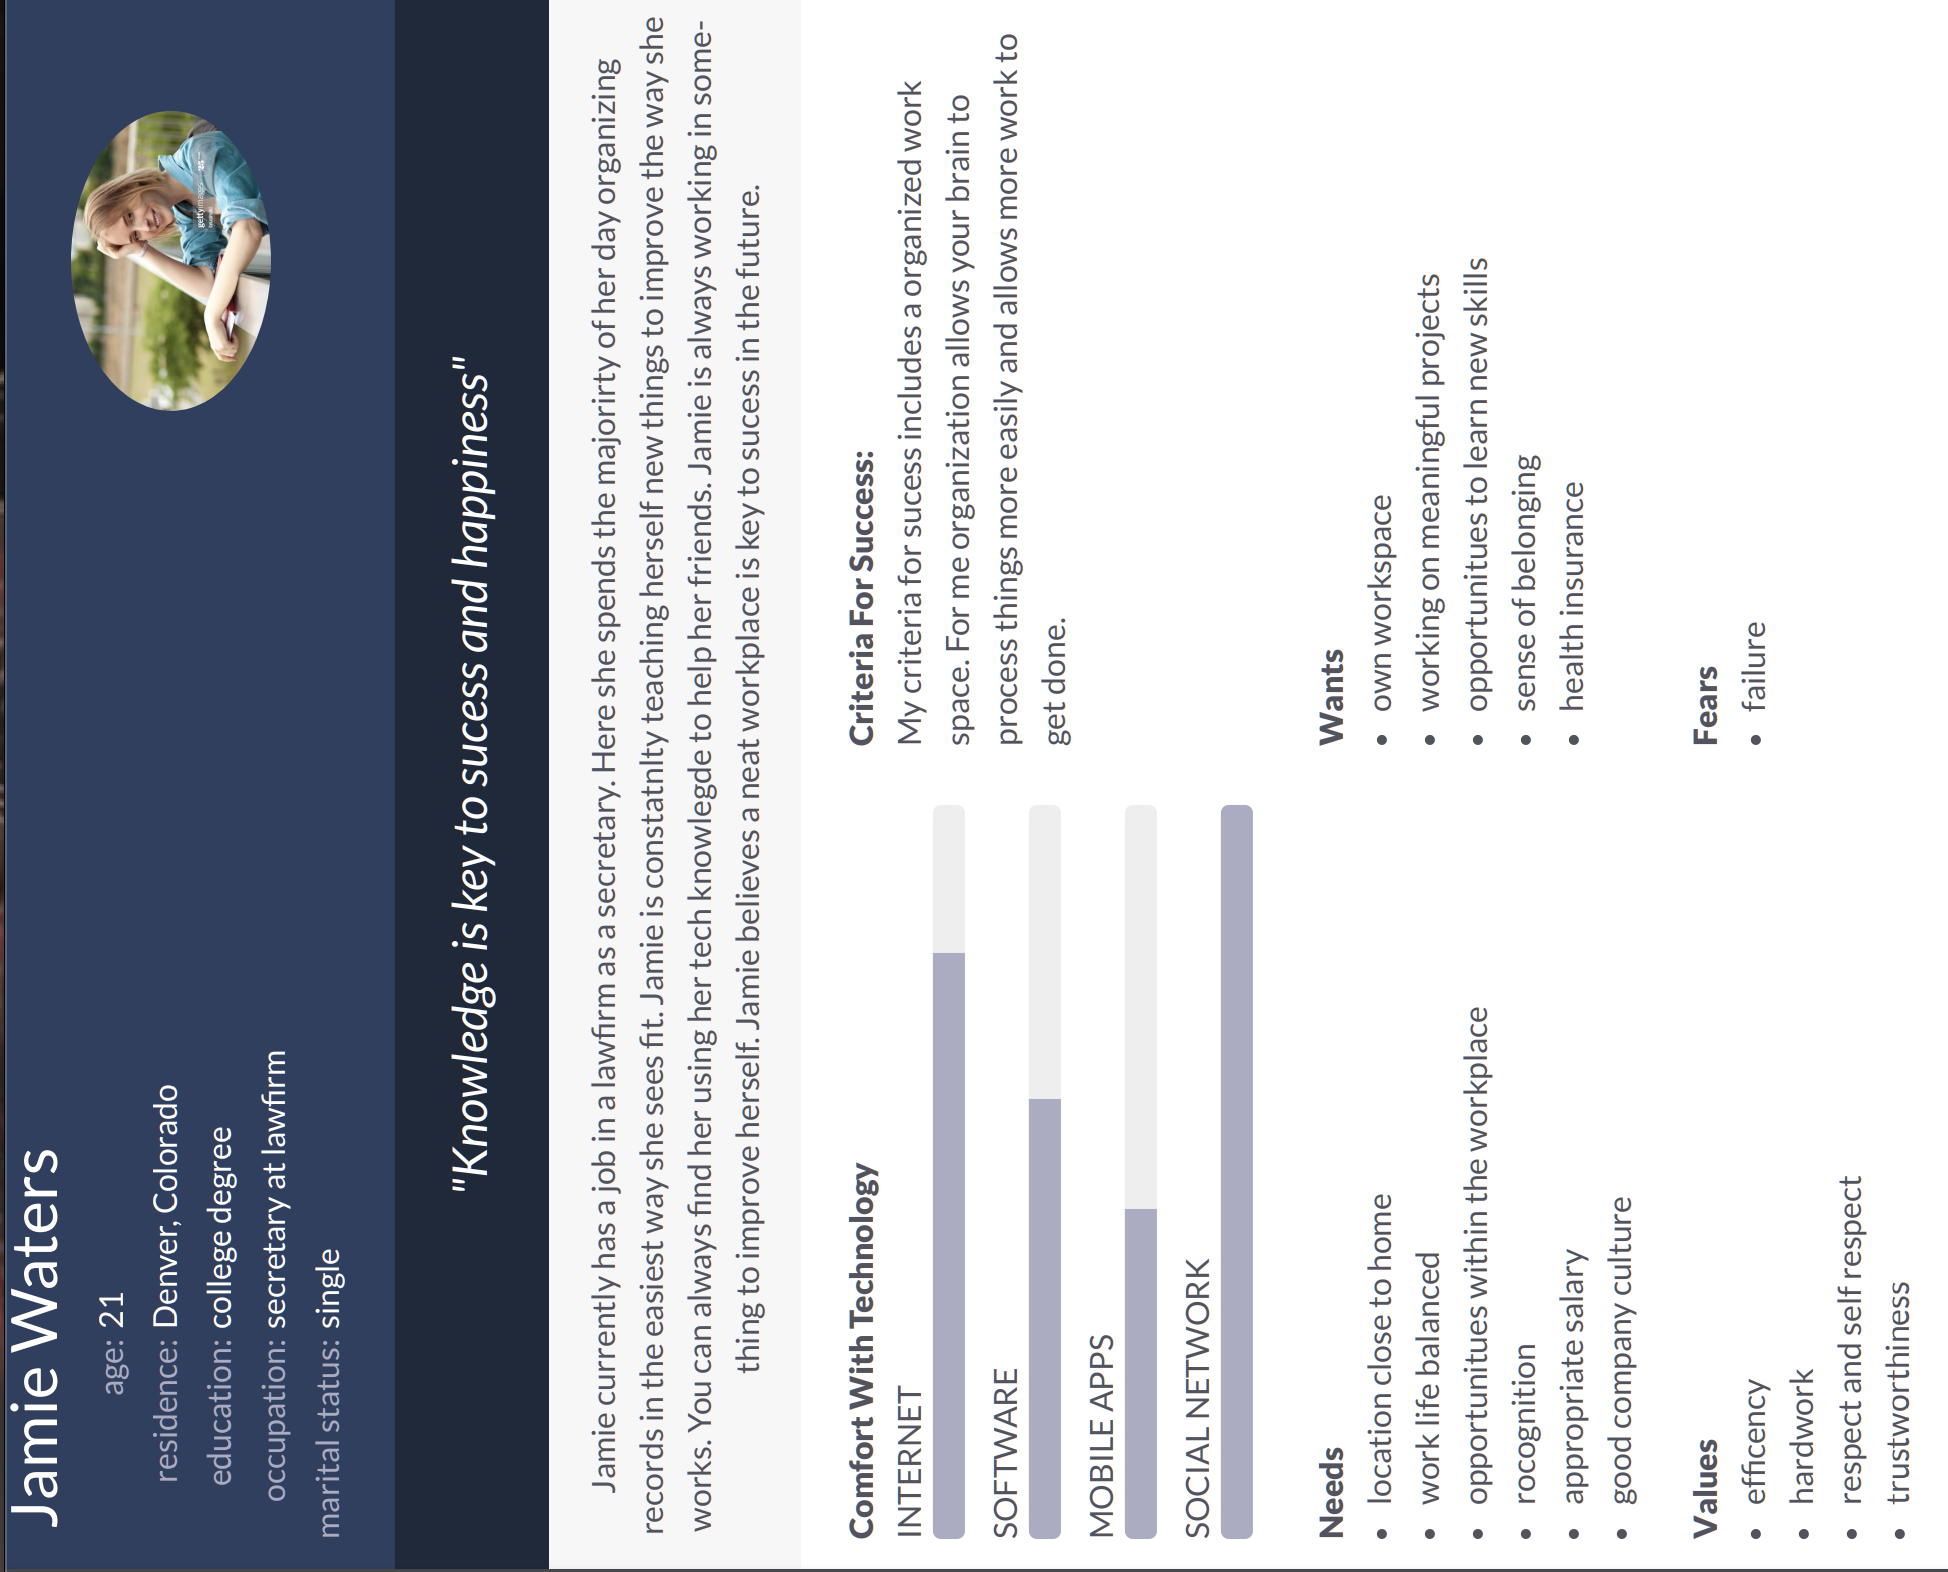 Jamie Waters
age: 21
residence: Denver, Colorado
education: college degree
occupation: secretary at lawfirm
marital status: single
gettyimages
"Knowledge is key to sucess and happiness"
Jamie currently has a job in a lawfirm as a secretary. Here she spends the majorirty of her day organizing
records in the easiest way she sees fit. Jamie is constatnlty teaching herself new things to improve the way she
works. You can always find her using her tech knowlegde to help her friends. Jamie is always working in some-
thing to improve herself. Jamie believes a neat workplace is key to sucess in the future.
Comfort With Technology
INTERNET
SOFTWARE
MOBILE APPS
SOCIAL NETWORK
Criteria For Success:
My criteria for sucess includes a organized work
space. For me organization allows your brain to
process things more easily and allows more work to
get done.
Needs
• location close to home
• work life balanced
• opportunitues within the workplace
• rocognition
• appropriate salary
• good company culture
Wants
• own workspace
• working on meaningful projects
• opportunitues to learn new skills
• sense of belonging
• health insurance
Values
• efficency
• hardwork
• respect and self respect
• trustworthiness
Fears
• failure